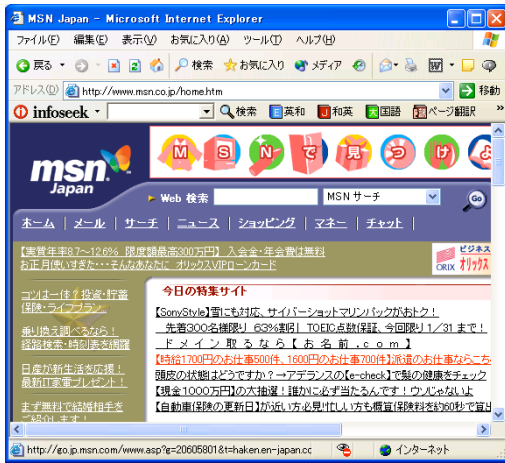 MSN Japan - Microsoft Internet Explorer
ファイル(F) 編集(E) 表示(V) お気に入り(A) ツール(T) ヘルプ(H)
戻る 検索 お気に入り メディア
アドレス(D) http://www.msn.co.jp/home.htm 移動
infoseek 検索 英和 和英 国語 ページ翻訳 »
msn
Japan
M S N で 見 つ け
Web 検索 MSN サーチ Go
ホーム | メール | サーチ | ニュース | ショッピング | マネー | チャット |
【実質年率8.7~12.6% 限度額最高300万円】 入会金・年会費は無料
お正月使いすぎた・・・そんなあなたに オリックスVIPローンカード
ORIX ビジネス
オリックス
コツは一体?投資・貯蓄
保険・ライフプラン
乗り換え調べるなら!
経路検索・時刻表を網羅
日産が新生活を応援!
最新IT家電プレゼント!
まず無料で結婚相手を
ご紹介します!
今日の特集サイト
【SonyStyle】雪にも対応、サイバーショットマリンパックがおトク!
先着300名様限り 63%割引 TOEIC点数保証、今回限り1/31まで!
ドメイン取るなら【お名前.com】
【時給1700円のお仕事500件、1600円のお仕事700件】派遣のお仕事ならこち
頭皮の状態はどうですか?→アデランスの【e-check】で髪の健康をチェック
【現金1000万円】の大抽選!誰かに必ず当たるんです!ウンじゃないよ
【自動車保険の更新日】が近い方必見!忙しい方も概算保険料を約60秒で算出
http://go.jp.msn.com/www.asp?g=20605801&t=haken.en-japan.cc インターネット